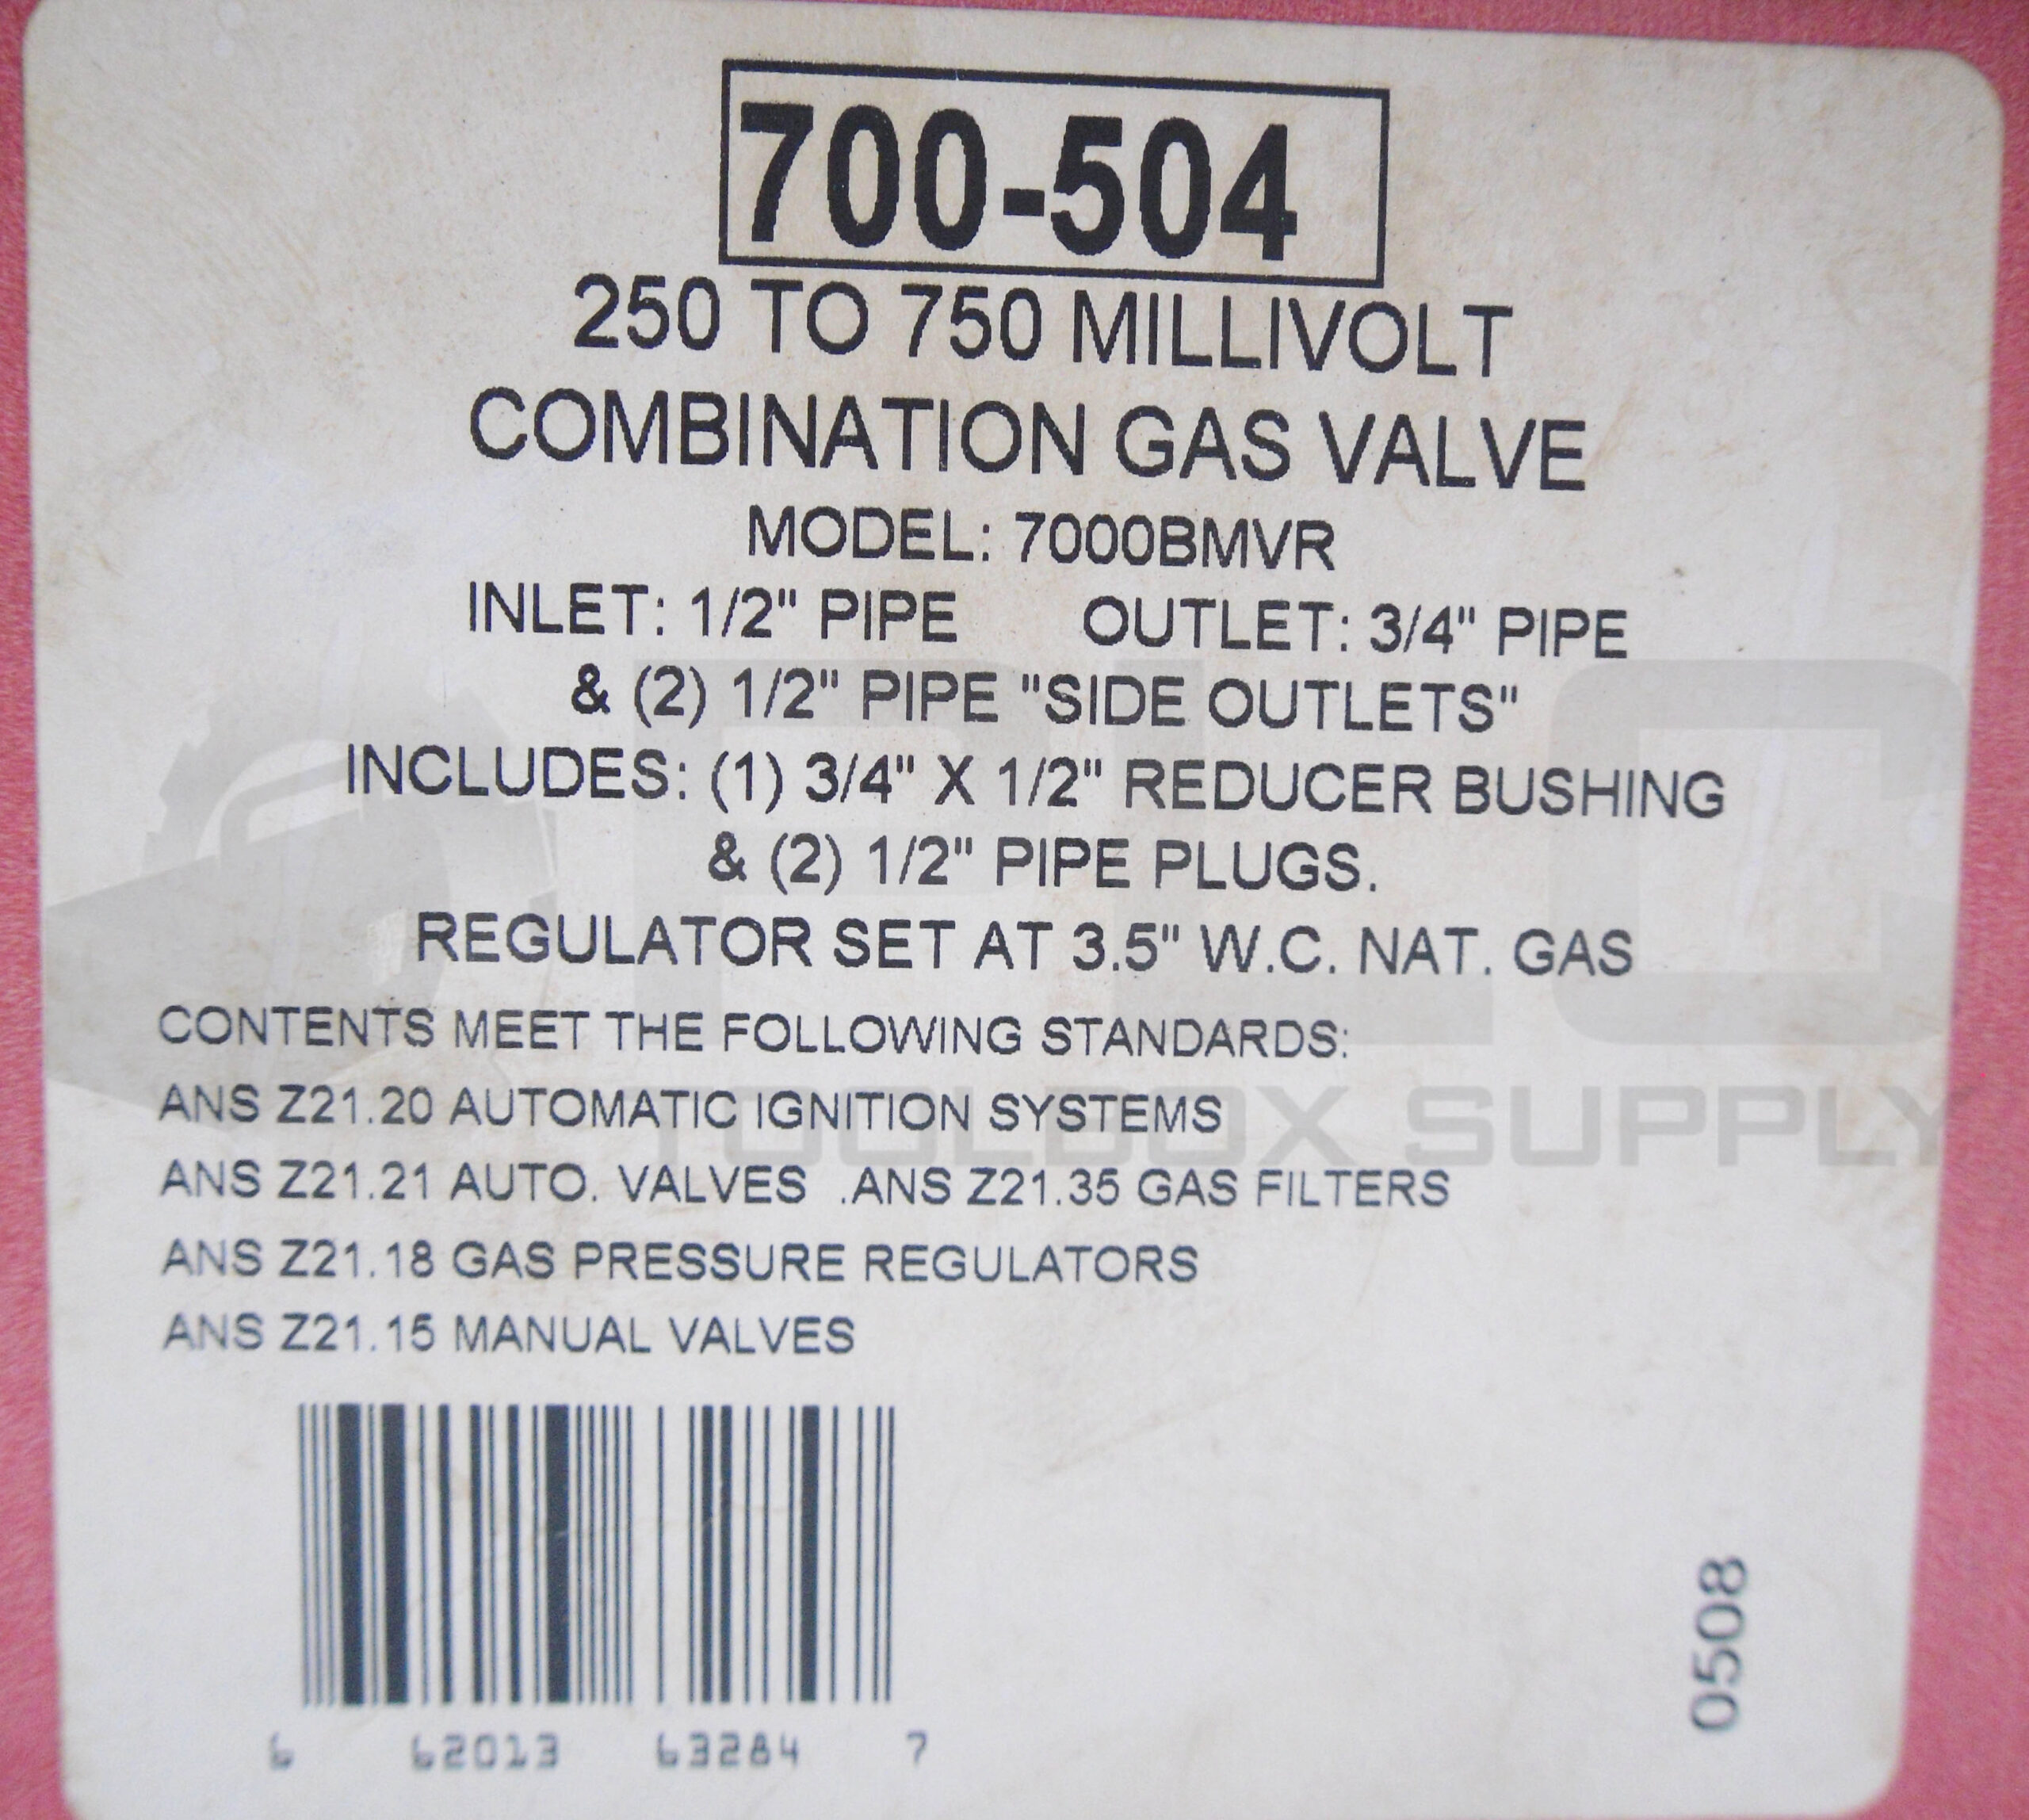 700-504
250 TO 750 MILLIVOLT
COMBINATION GAS VALVE
MODEL: 7000BMVR
INLET: 1/2" PIPE OUTLET: 3/4" PIPE
& (2) 1/2" PIPE "SIDE OUTLETS"
INCLUDES: (1) 3/4" X 1/2" REDUCER BUSHING
& (2) 1/2" PIPE PLUGS.
REGULATOR SET AT 3.5" W.C. NAT. GAS
CONTENTS MEET THE FOLLOWING STANDARDS:
ANS Z21.20 AUTOMATIC IGNITION SYSTEMS
ANS Z21.21 AUTO. VALVES .ANS Z21.35 GAS FILTERS
ANS Z21.18 GAS PRESSURE REGULATORS
ANS Z21.15 MANUAL VALVES
6 62013 63284 7
0508
PLC
TOOLBOX SUPPLY